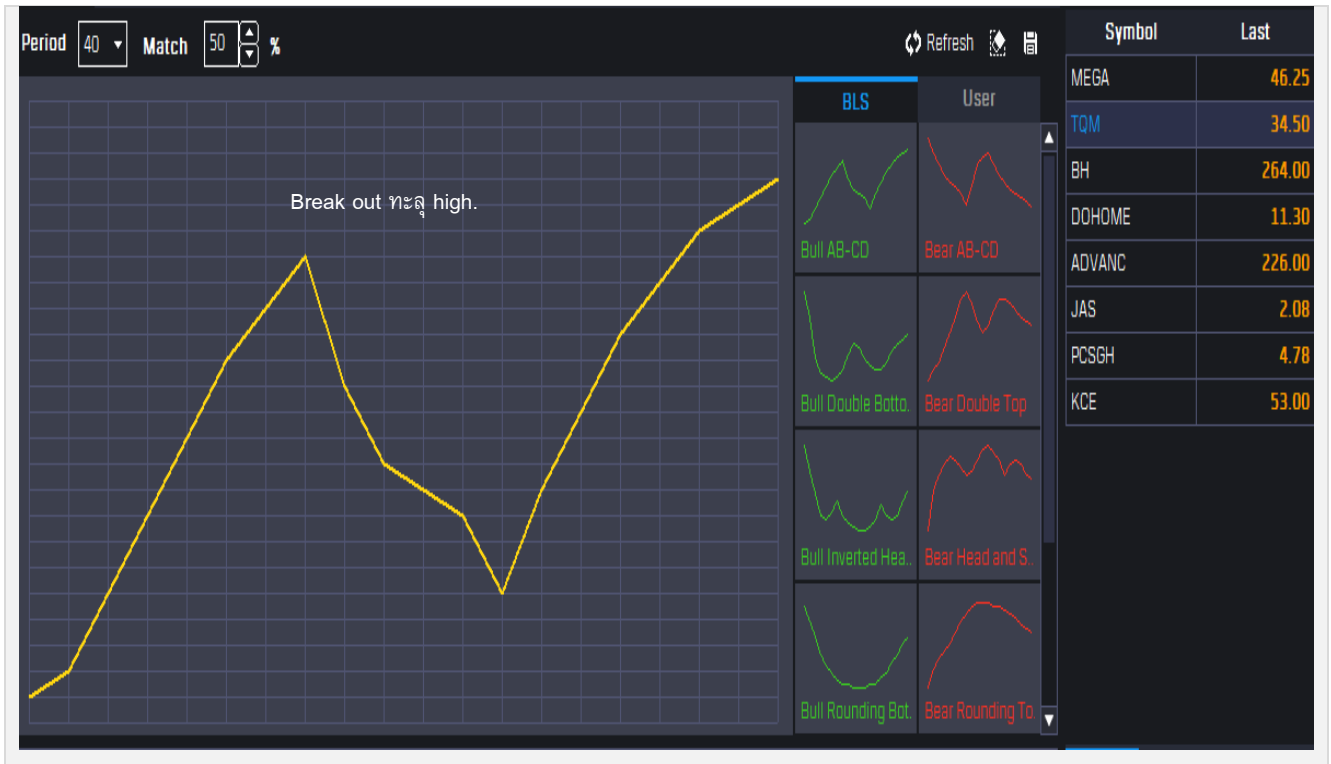 Period 40 Match 50 % Refresh
Break out ทะลุ high.
BLS User
Bull AB-CD Bear AB-CD
Bull Double Botto. Bear Double Top
Bull Inverted Hea.. Bear Head and S..
Bull Rounding Bot. Bear Rounding To.
Symbol Last
MEGA 46.25
TQM 34.50
BH 264.00
DOHOME 11.30
ADVANC 226.00
JAS 2.08
PCSGH 4.78
KCE 53.00